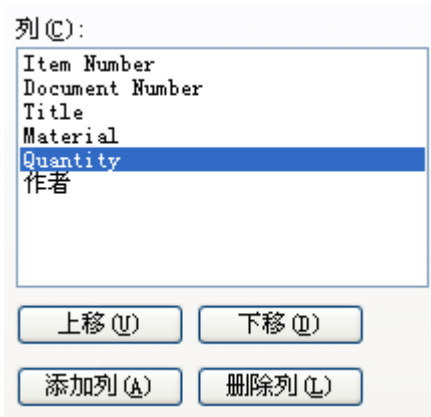 列(C):
Item Number
Document Number
Title
Material
Quantity
作者
上移(U) 下移(D)
添加列(A) 删除列(L)